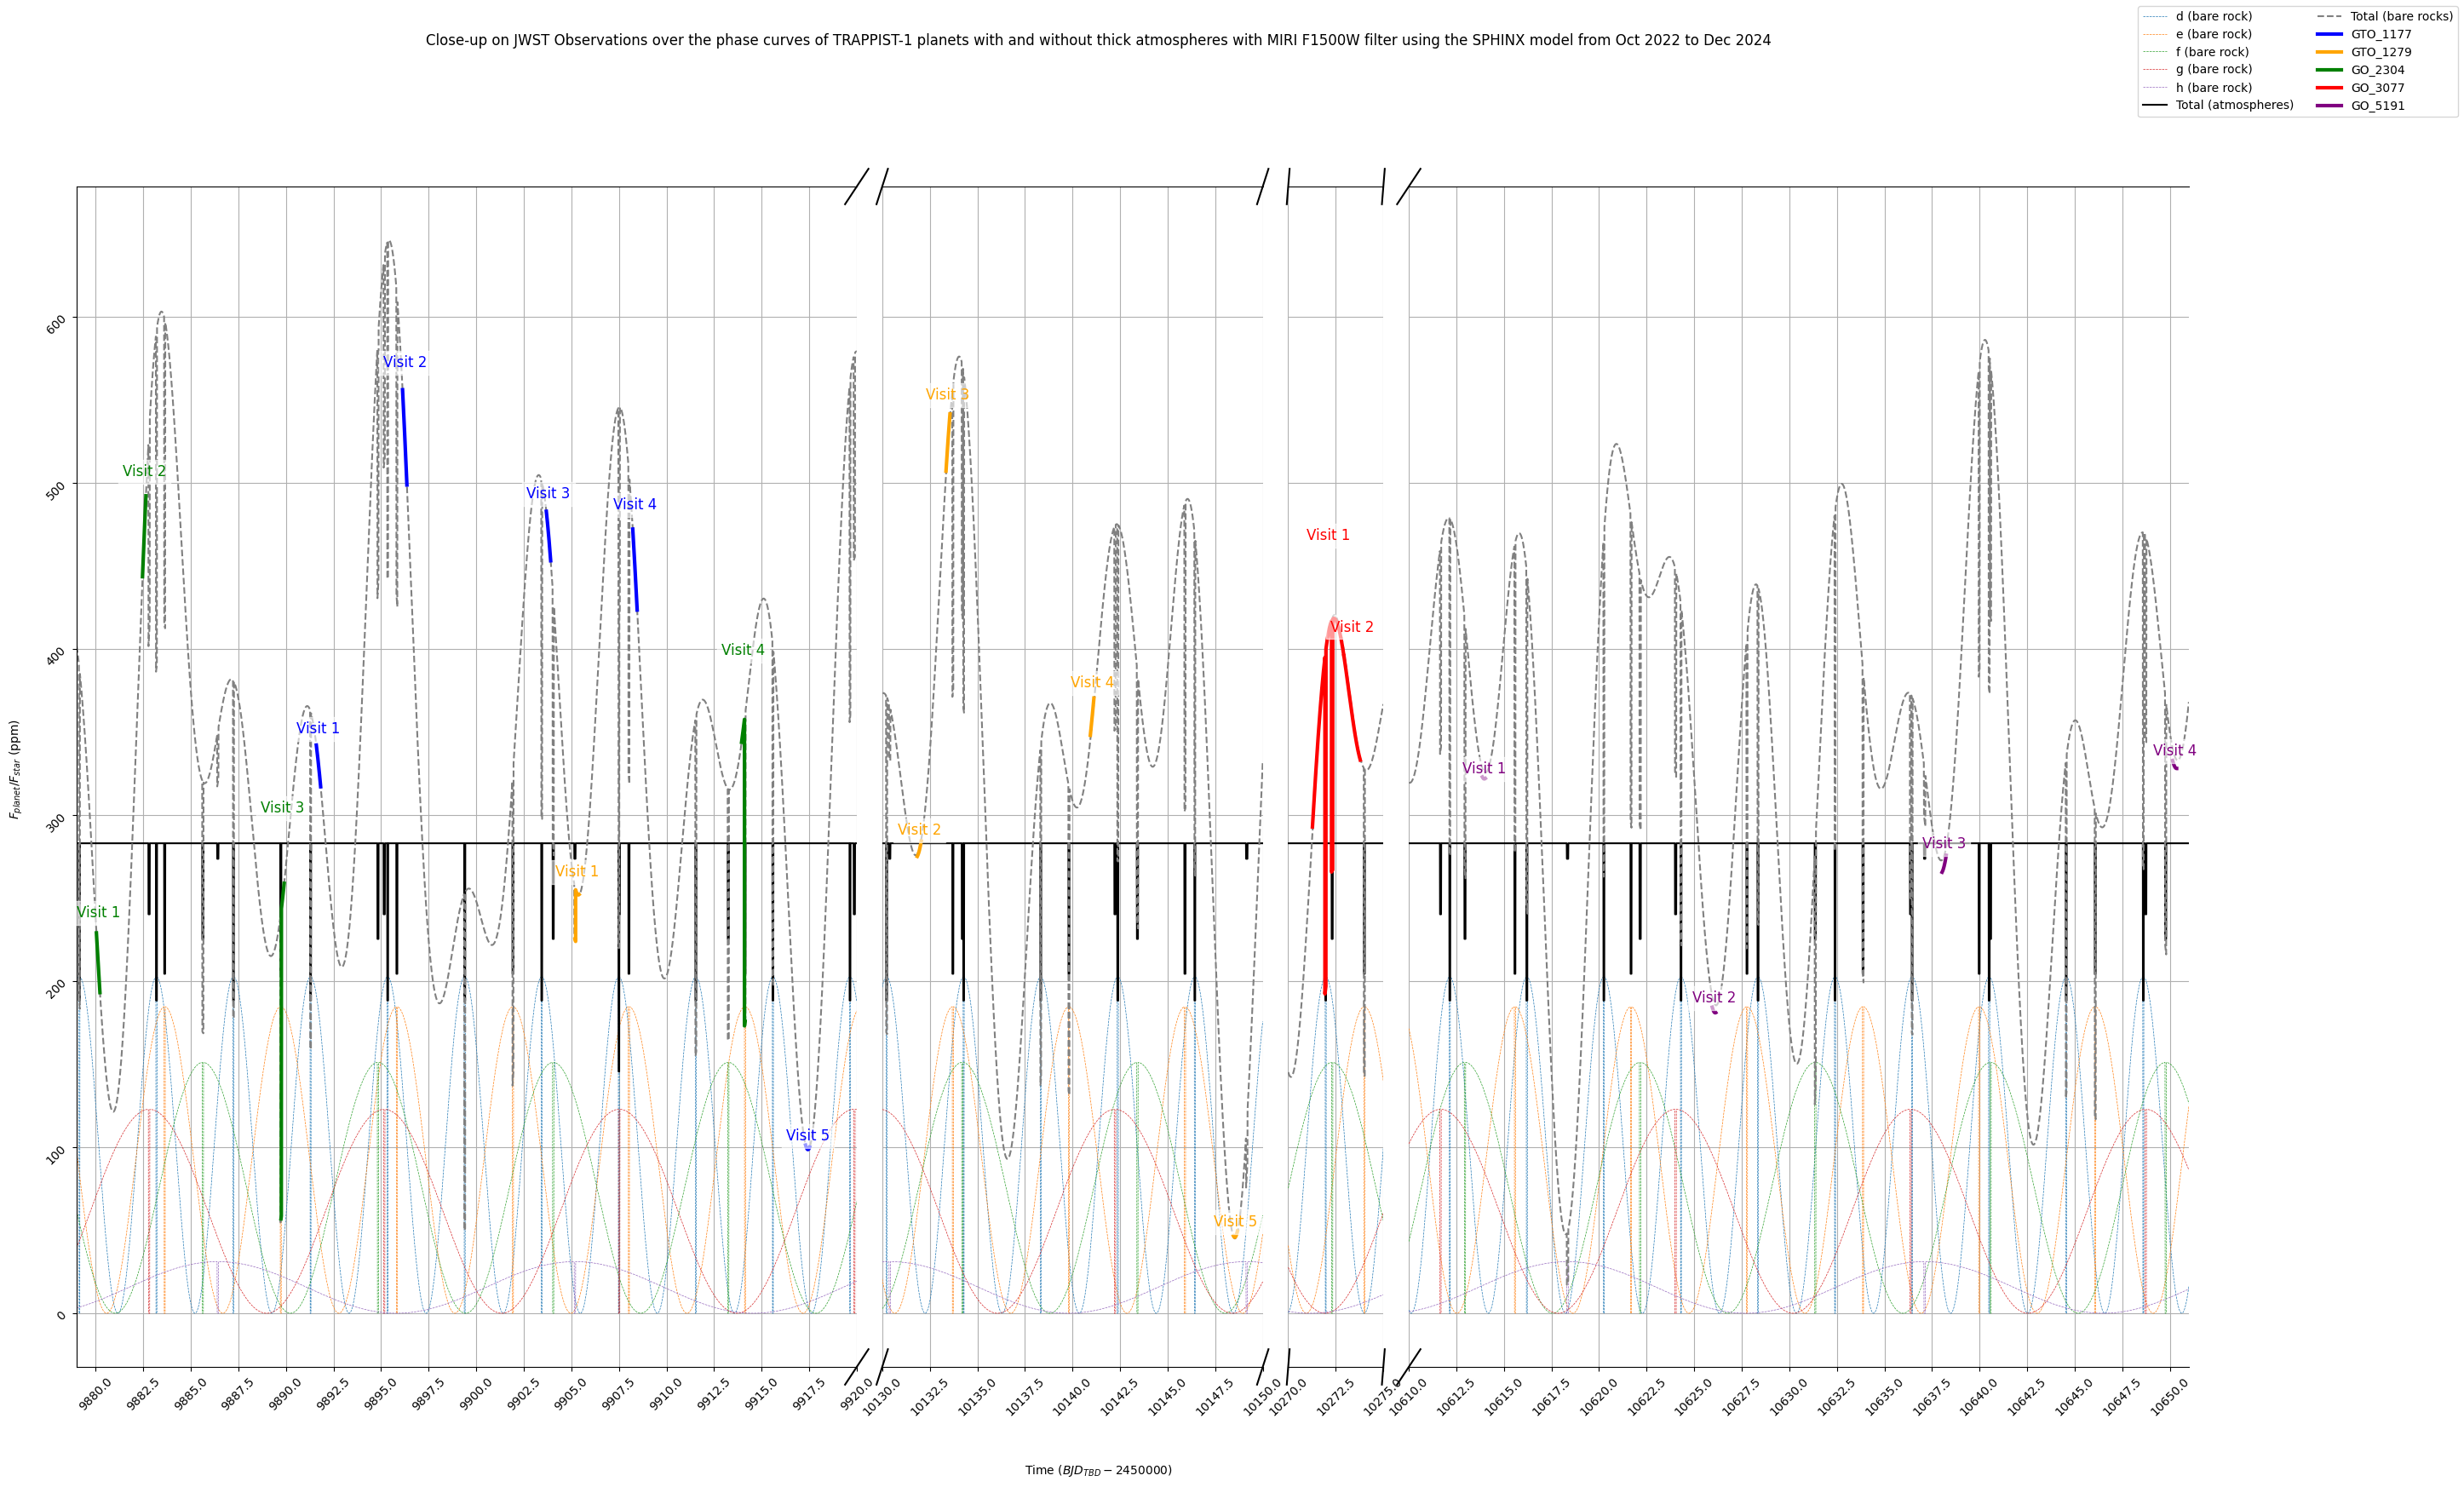 Close-up on JWST Observations over the phase curves of TRAPPIST-1 planets with and without thick atmospheres with MIRI F1500W filter using the SPHINX model from Oct 2022 to Dec 2024
d (bare rock)
e (bare rock)
f (bare rock)
g (bare rock)
h (bare rock)
Total (atmospheres)
Total (bare rocks)
GTO_1177
GTO_1279
GO_2304
GO_3077
GO_5191
F_planet/F_star (ppm)
600
500
400
300
200
100
0
Visit 1
Visit 2
Visit 3
Visit 1
Visit 2
Visit 3
Visit 4
Visit 1
Visit 4
Visit 5
Visit 2
Visit 3
Visit 4
Visit 5
Visit 1
Visit 2
Visit 1
Visit 2
Visit 3
Visit 4
9880.0 9882.5 9885.0 9887.5 9890.0 9892.5 9895.0 9897.5 9900.0 9902.5 9905.0 9907.5 9910.0 9912.5 9915.0 9917.5 9920.0 10130.0 10132.5 10135.0 10137.5 10140.0 10142.5 10145.0 10147.5 10150.0 10270.0 10272.5 10275.0 10610.0 10612.5 10615.0 10617.5 10620.0 10622.5 10625.0 10627.5 10630.0 10632.5 10635.0 10637.5 10640.0 10642.5 10645.0 10647.5 10650.0
Time (BJD_TBD − 2450000)